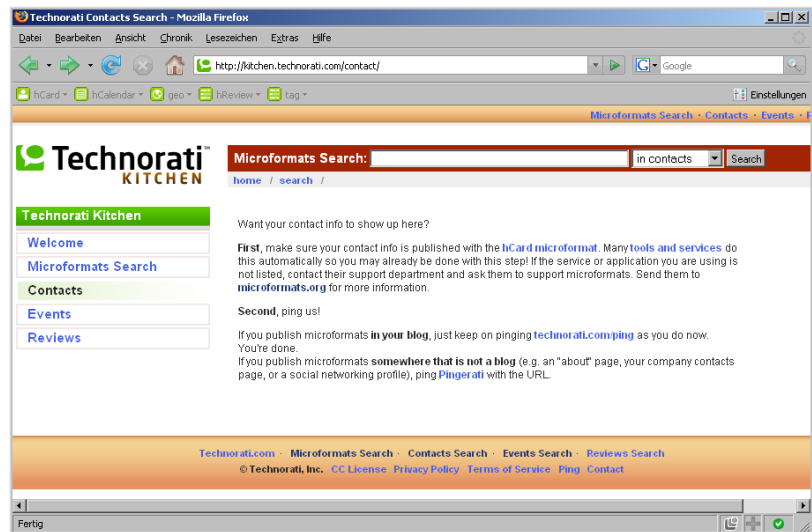 Technorati Contacts Search - Mozilla Firefox
Datei Bearbeiten Ansicht Chronik Lesezeichen Extras Hilfe
http://kitchen.technorati.com/contact/
G Google
hCard hCalendar geo hReview tag Einstellungen
Microformats Search · Contacts · Events ·
Technorati™
KITCHEN
Microformats Search: in contacts Search
home / search /
Technorati Kitchen
Welcome
Microformats Search
Contacts
Events
Reviews
Want your contact info to show up here?
First, make sure your contact info is published with the hCard microformat. Many tools and services do
this automatically so you may already be done with this step! If the service or application you are using is
not listed, contact their support department and ask them to support microformats. Send them to
microformats.org for more information.
Second, ping us!
If you publish microformats in your blog, just keep on pinging technorati.com/ping as you do now.
You're done.
If you publish microformats somewhere that is not a blog (e.g. an "about" page, your company contacts
page, or a social networking profile), ping Pingerati with the URL.
Technorati.com · Microformats Search · Contacts Search · Events Search · Reviews Search
© Technorati, Inc. CC License Privacy Policy Terms of Service Ping Contact
Fertig